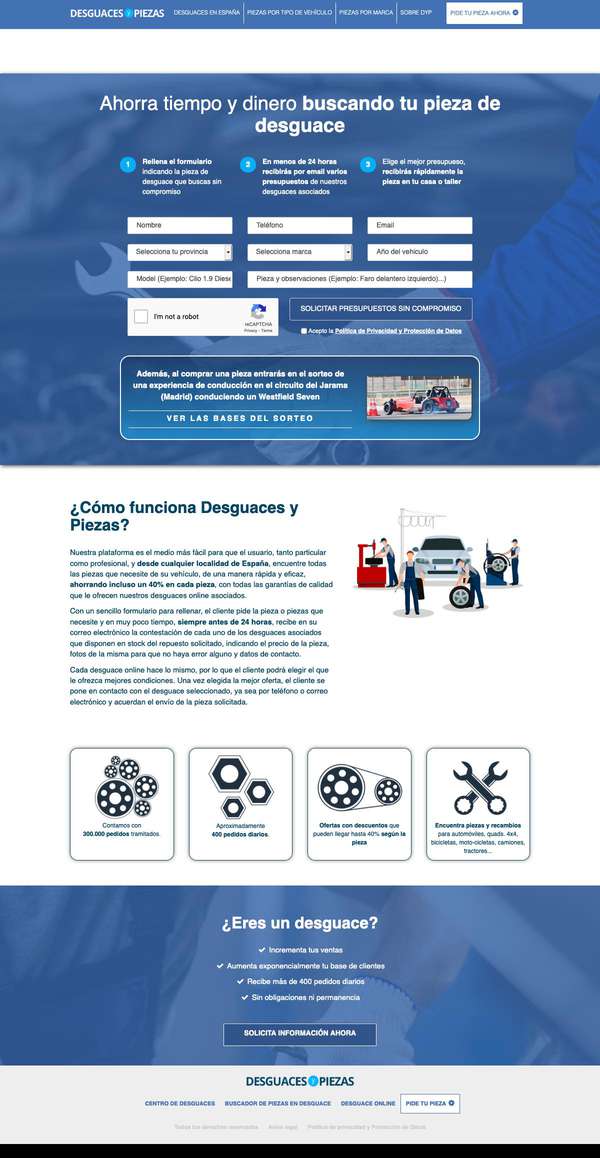 DESGUACES y PIEZAS
DESGUACES EN ESPAÑA
PIEZAS POR TIPO DE VEHÍCULO
PIEZAS POR MARCA
SOBRE DYP
PIDE TU PIEZA AHORA
Ahorra tiempo y dinero buscando tu pieza de
desguace
1
Rellena el formulario
indicando la pieza de
desguace que buscas sin
compromiso
2
En menos de 24 horas
recibirás por email varios
presupuestos de nuestros
desguaces asociados
3
Elige el mejor presupuesto,
recibirás rápidamente la
pieza en tu casa o taller
Nombre
Teléfono
Email
Selecciona tu provincia
Selecciona marca
Año del vehículo
Model (Ejemplo: Clio 1.9 Diese
Pieza y observaciones (Ejemplo: Faro delantero izquierdo)...)
I'm not a robot
reCAPTCHA
Privacy - Terms
SOLICITAR PRESUPUESTOS SIN COMPROMISO
Acepto la Política de Privacidad y Protección de Datos
Además, al comprar una pieza entrarás en el sorteo de
una experiencia de conducción en el circuito del Jarama
(Madrid) conduciendo un Westfield Seven
VER LAS BASES DEL SORTEO
¿Cómo funciona Desguaces y
Piezas?
Nuestra plataforma es el medio más fácil para que el usuario, tanto particular
como profesional, y desde cualquier localidad de España, encuentre todas
las piezas que necesite de su vehículo, de una manera rápida y eficaz,
ahorrando incluso un 40% en cada pieza, con todas las garantías de calidad
que le ofrecen nuestros desguaces online asociados.
Con un sencillo formulario para rellenar, el cliente pide la pieza o piezas que
necesite y en muy poco tiempo, siempre antes de 24 horas, recibe en su
correo electrónico la contestación de cada uno de los desguaces asociados
que disponen en stock del repuesto solicitado, indicando el precio de la pieza,
fotos de la misma para que no haya error alguno y datos de contacto.
Cada desguace online hace lo mismo, por lo que el cliente podrá elegir el que
le ofrezca mejores condiciones. Una vez elegida la mejor oferta, el cliente se
pone en contacto con el desguace seleccionado, ya sea por teléfono o correo
electrónico y acuerdan el envío de la pieza solicitada.
Contamos con
300.000 pedidos tramitados.
Aproximadamente
400 pedidos diarios.
Ofertas con descuentos que
pueden llegar hasta 40% según la
pieza
Encuentra piezas y recambios
para automóviles, quads. 4x4,
bicicletas, moto-cicletas, camiones,
tractores...
¿Eres un desguace?
Incrementa tus ventas
Aumenta exponencialmente tu base de clientes
Recibe más de 400 pedidos diarios
Sin obligaciones ni permanencia
SOLICITA INFORMACIÓN AHORA
DESGUACES y PIEZAS
CENTRO DE DESGUACES
BUSCADOR DE PIEZAS EN DESGUACE
DESGUACE ONLINE
PIDE TU PIEZA
Todos los derechos reservados
Aviso legal
Política de privacidad y Protección de Datos